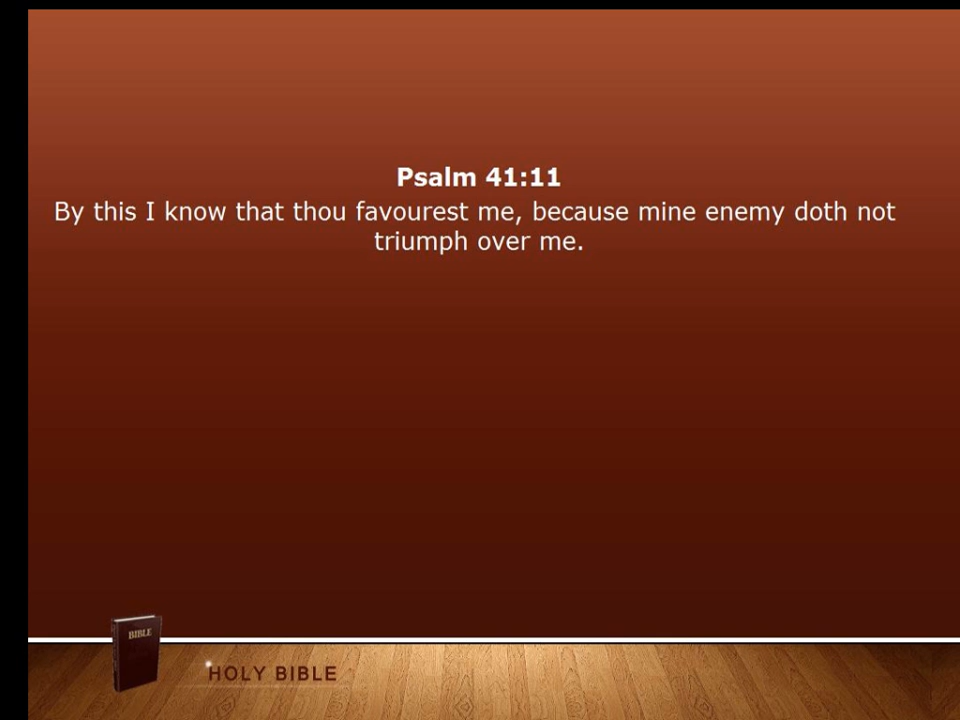 Psalm 41:11
By this I know that thou favourest me, because mine enemy doth not
triumph over me.
BIBLE
HOLY BIBLE